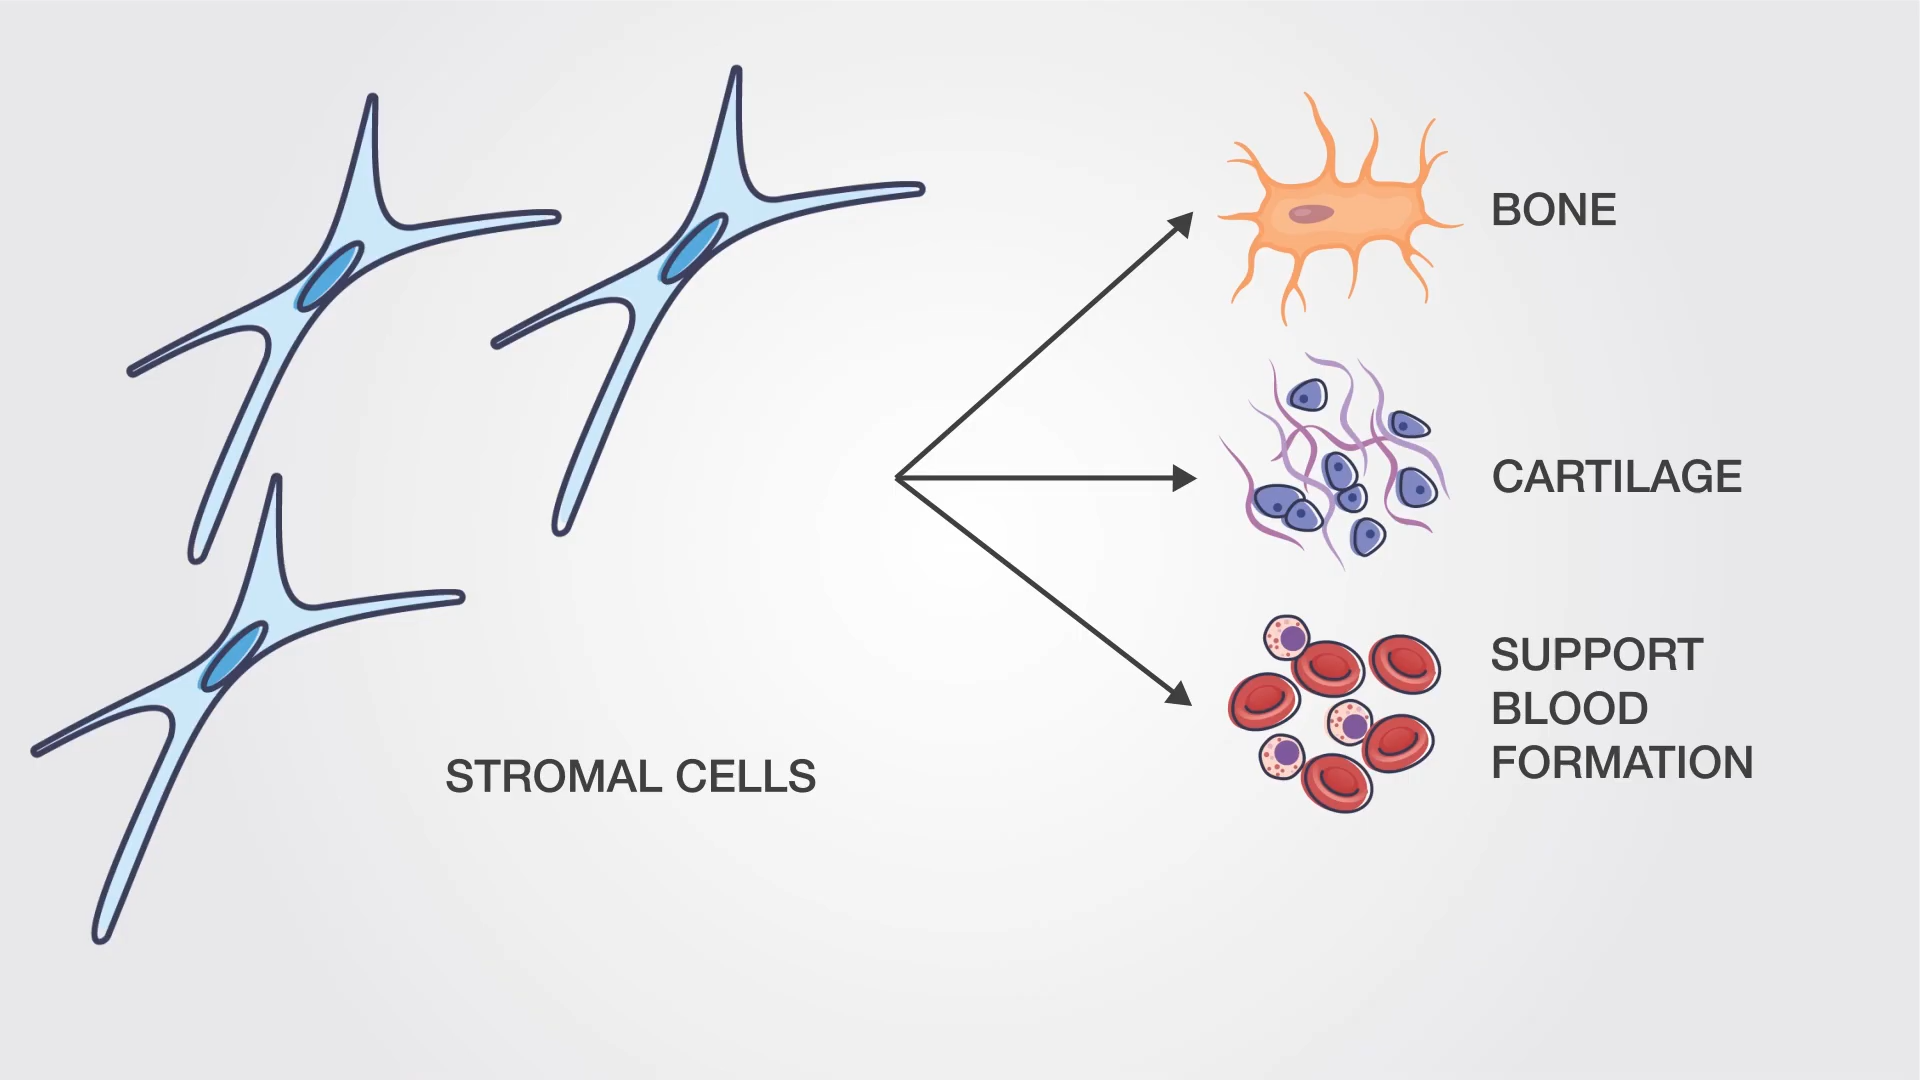 BONE
CARTILAGE
SUPPORT
BLOOD
FORMATION
STROMAL CELLS